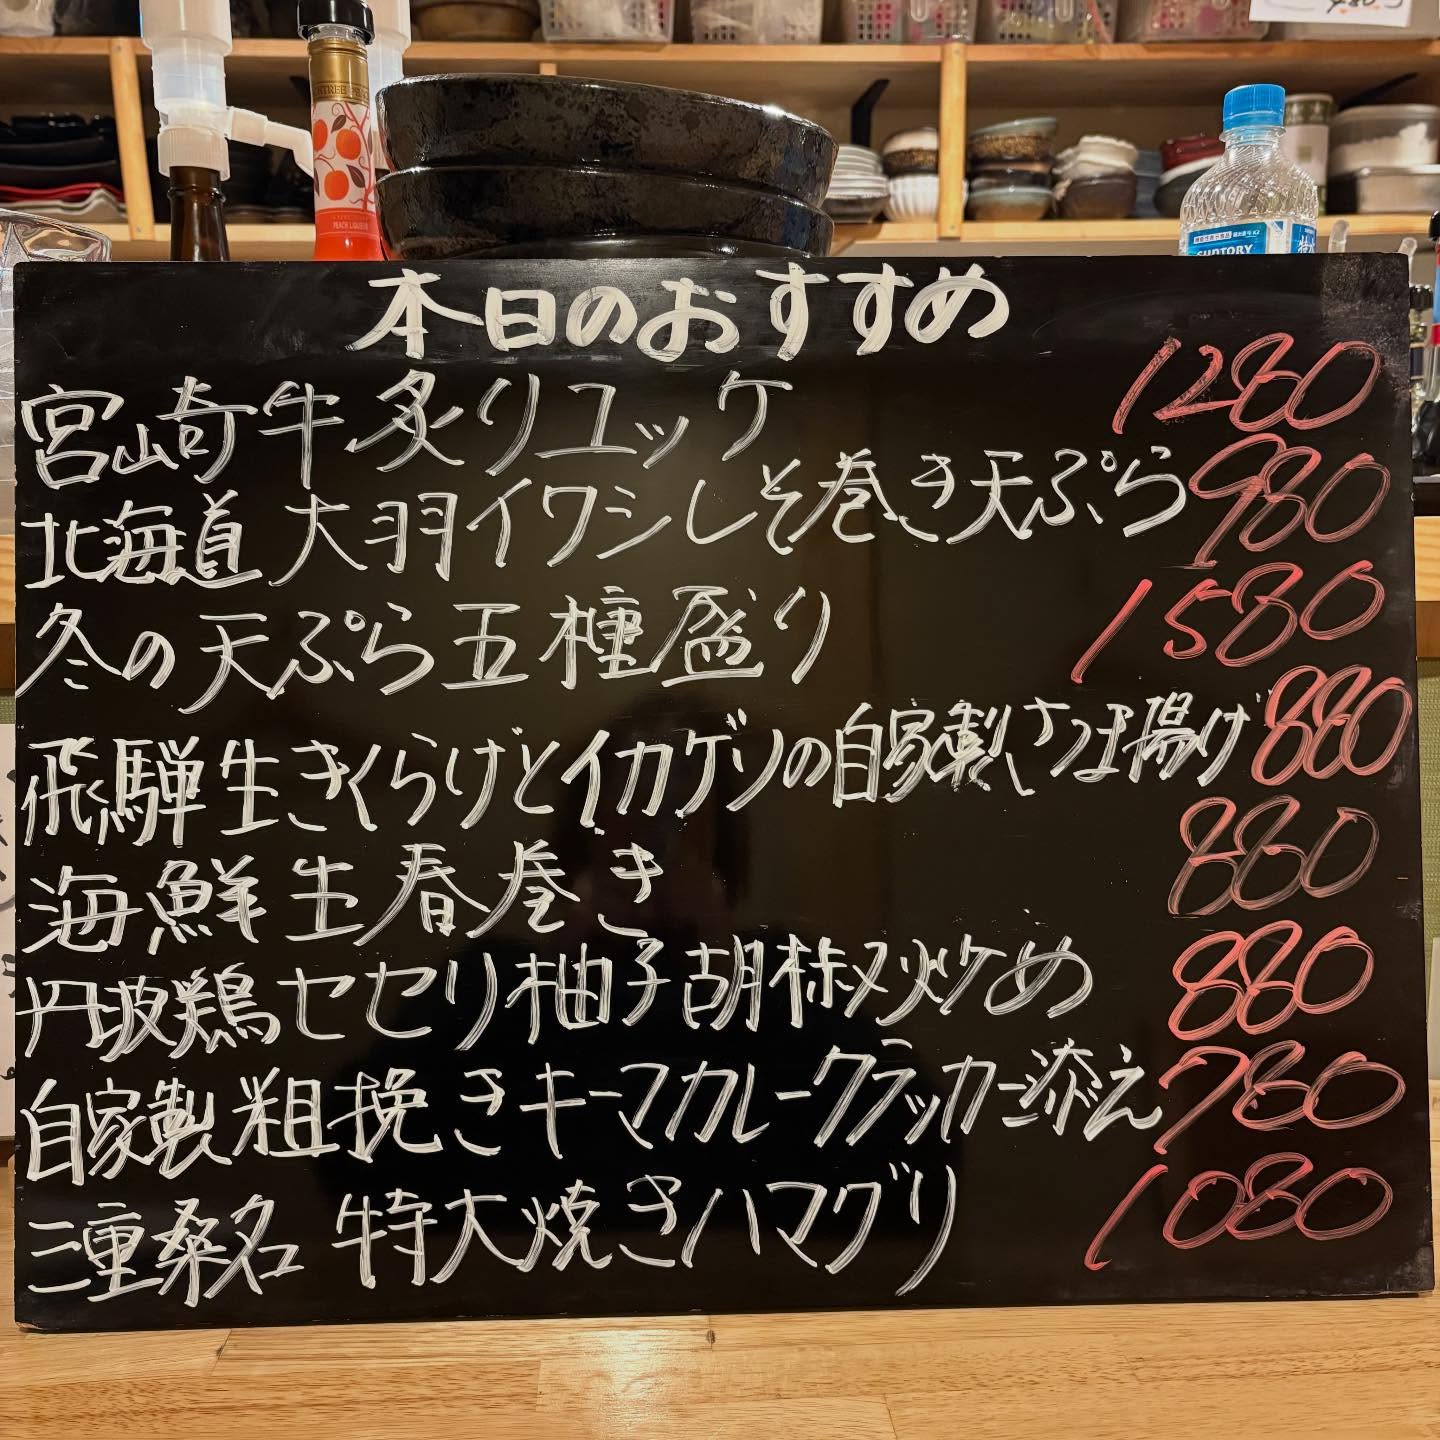 本日のおすすめ
宮崎牛炙りユッケ 1280
北海道 大羽イワシしそ巻き天ぷら 980
冬の天ぷら五種盛り 1580
飛騨生きくらげとイカゲソの自家製さつま揚げ 880
海鮮生春巻き 880
丹波鶏セセリ柚子胡椒炒め 880
自家製粗挽きキーマカレークラッカー添え 780
三重桑名 特大焼きハマグリ 1080
PEACH LIQUEUR
SUNTORY